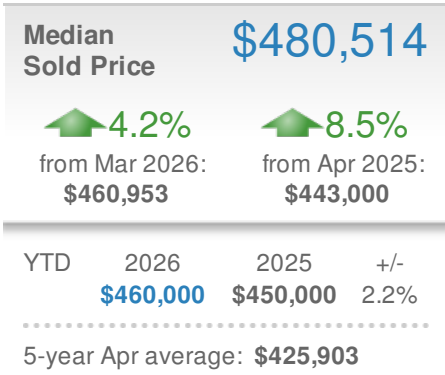 Median
Sold Price
$480,514
4.2%
from Mar 2026:
$460,953
8.5%
from Apr 2025:
$443,000
YTD 2026 2025 +/-
$460,000 $450,000 2.2%
5-year Apr average: $425,903